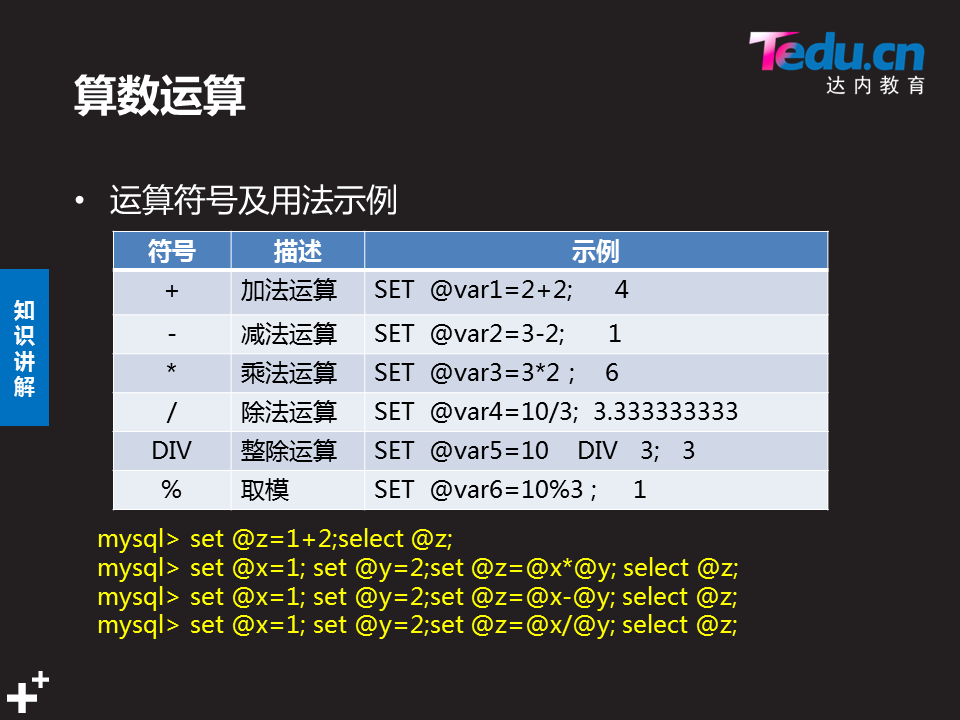 Tedu.cn
达内教育
算数运算
• 运算符号及用法示例
知识讲解
符号 描述 示例
+ 加法运算 SET @var1=2+2; 4
- 减法运算 SET @var2=3-2; 1
* 乘法运算 SET @var3=3*2 ; 6
/ 除法运算 SET @var4=10/3; 3.333333333
DIV 整除运算 SET @var5=10 DIV 3; 3
% 取模 SET @var6=10%3 ; 1
mysql> set @z=1+2;select @z;
mysql> set @x=1; set @y=2;set @z=@x*@y; select @z;
mysql> set @x=1; set @y=2;set @z=@x-@y; select @z;
mysql> set @x=1; set @y=2;set @z=@x/@y; select @z;